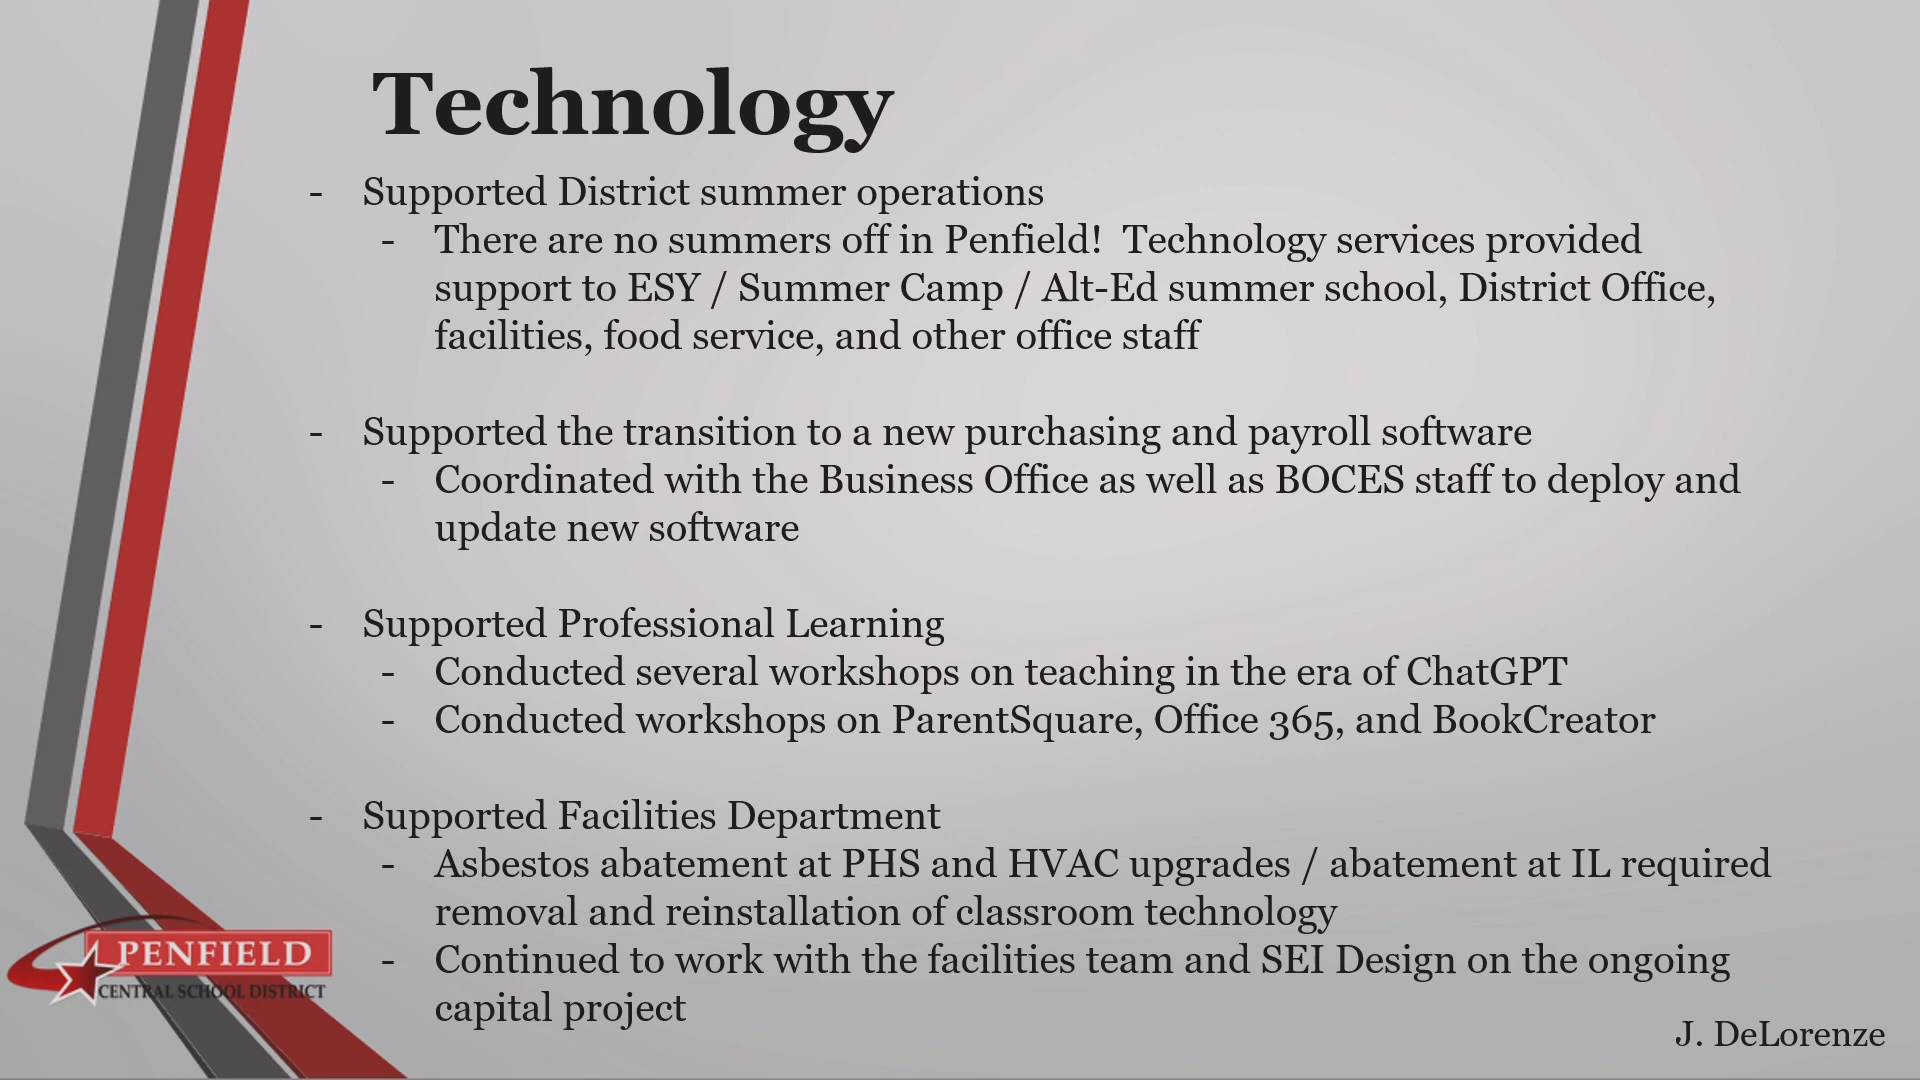 Technology
- Supported District summer operations
- There are no summers off in Penfield!  Technology services provided
support to ESY / Summer Camp / Alt-Ed summer school, District Office,
facilities, food service, and other office staff
- Supported the transition to a new purchasing and payroll software
- Coordinated with the Business Office as well as BOCES staff to deploy and
update new software
- Supported Professional Learning
- Conducted several workshops on teaching in the era of ChatGPT
- Conducted workshops on ParentSquare, Office 365, and BookCreator
- Supported Facilities Department
- Asbestos abatement at PHS and HVAC upgrades / abatement at IL required
removal and reinstallation of classroom technology
- Continued to work with the facilities team and SEI Design on the ongoing
capital project
PENFIELD
CENTRAL SCHOOL DISTRICT
J. DeLorenze